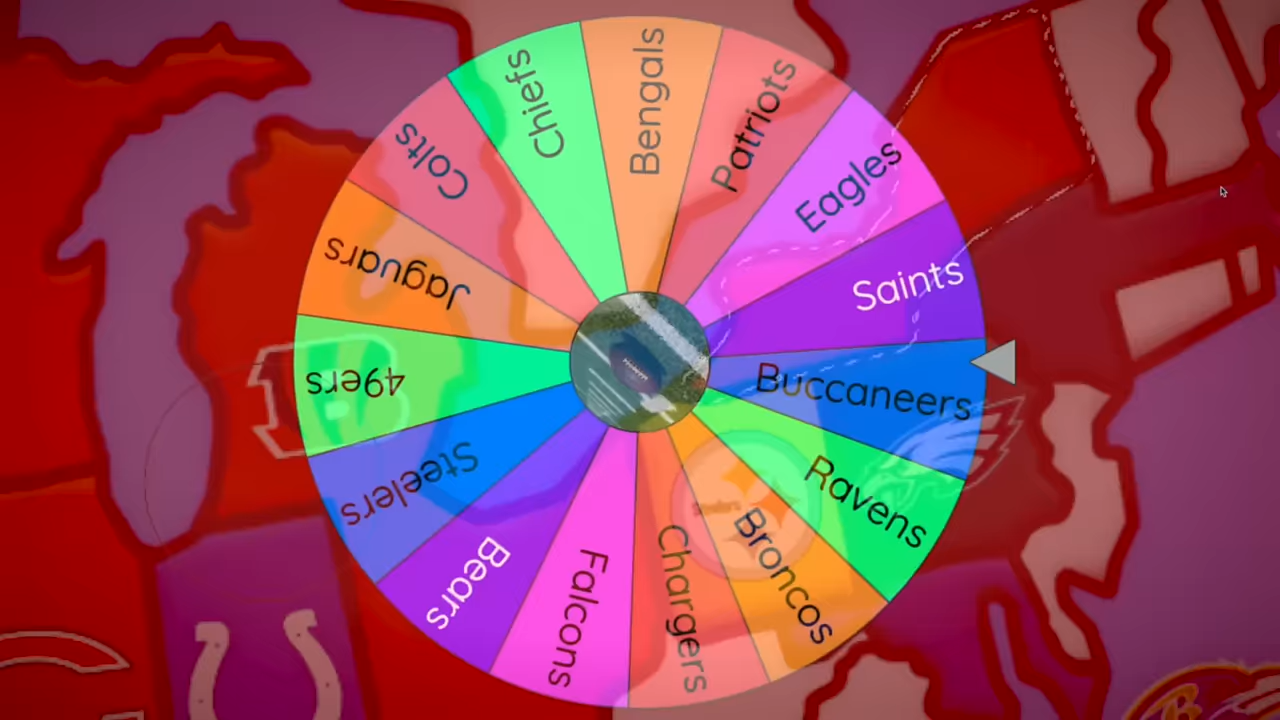 Bengals
Patriots
Eagles
Saints
Buccaneers
Ravens
Broncos
Chargers
Falcons
Bears
Steelers
49ers
Jaguars
Colts
Chiefs